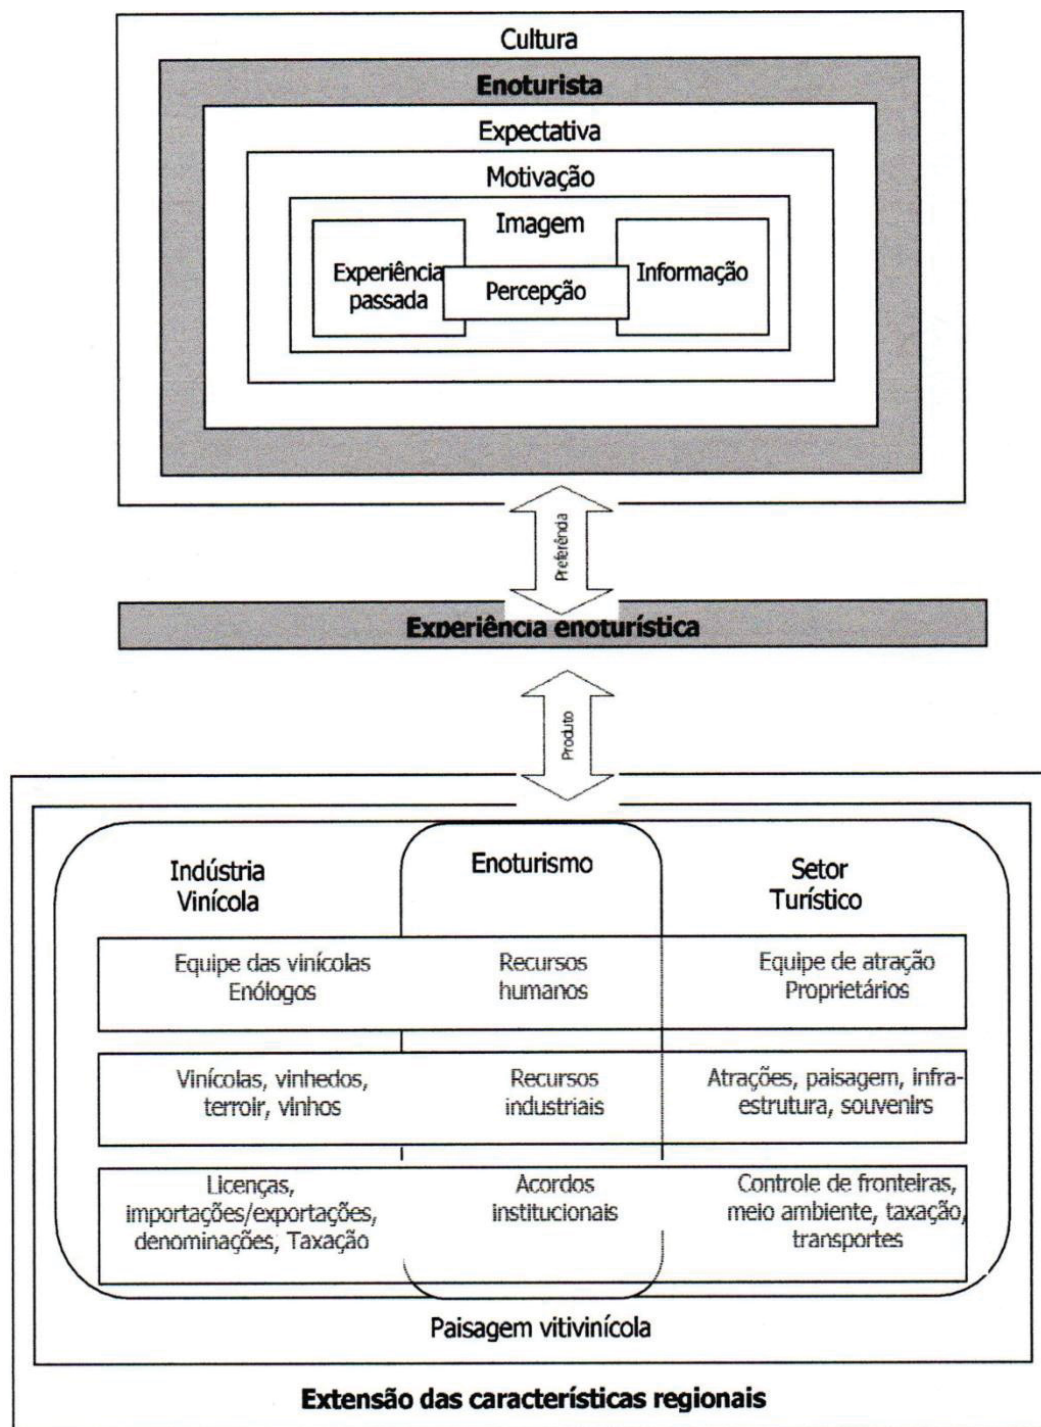 Cultura
Enoturista
Expectativa
Motivação
Imagem
Experiência
passada
Percepção
Informação
Preferência
Experiência enoturística
Produto
Indústria
Vinícola
Enoturismo
Setor
Turístico
Equipe das vinícolas
Enólogos
Recursos
humanos
Equipe de atração
Proprietários
Vinícolas, vinhedos,
terroir, vinhos
Recursos
industriais
Atrações, paisagem, infra-
estrutura, souvenirs
Licenças,
importações/exportações,
denominações, Taxação
Acordos
institucionais
Controle de fronteiras,
meio ambiente, taxação,
transportes
Paisagem vitivinícola
Extensão das características regionais